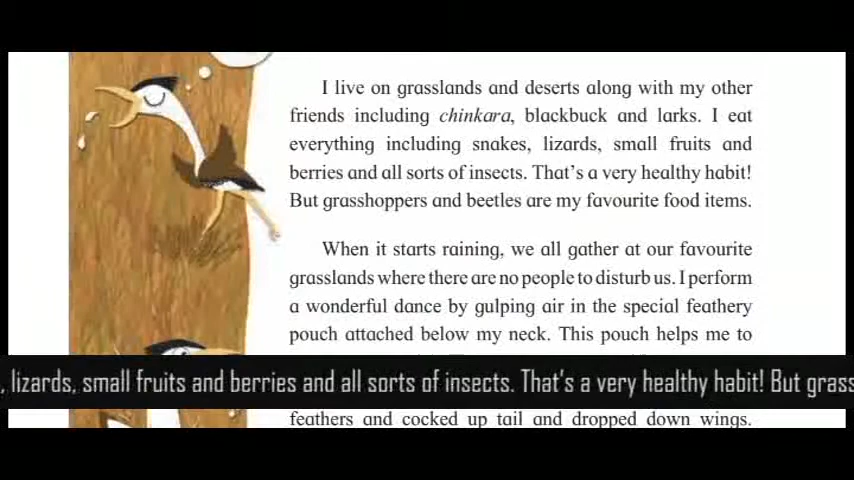 I live on grasslands and deserts along with my other
friends including chinkara, blackbuck and larks. I eat
everything including snakes, lizards, small fruits and
berries and all sorts of insects. That's a very healthy habit!
But grasshoppers and beetles are my favourite food items.
When it starts raining, we all gather at our favourite
grasslands where there are no people to disturb us. I perform
a wonderful dance by gulping air in the special feathery
pouch attached below my neck. This pouch helps me to
, lizards, small fruits and berries and all sorts of insects. That's a very healthy habit! But grass
feathers and cocked up tail and dropped down wings.